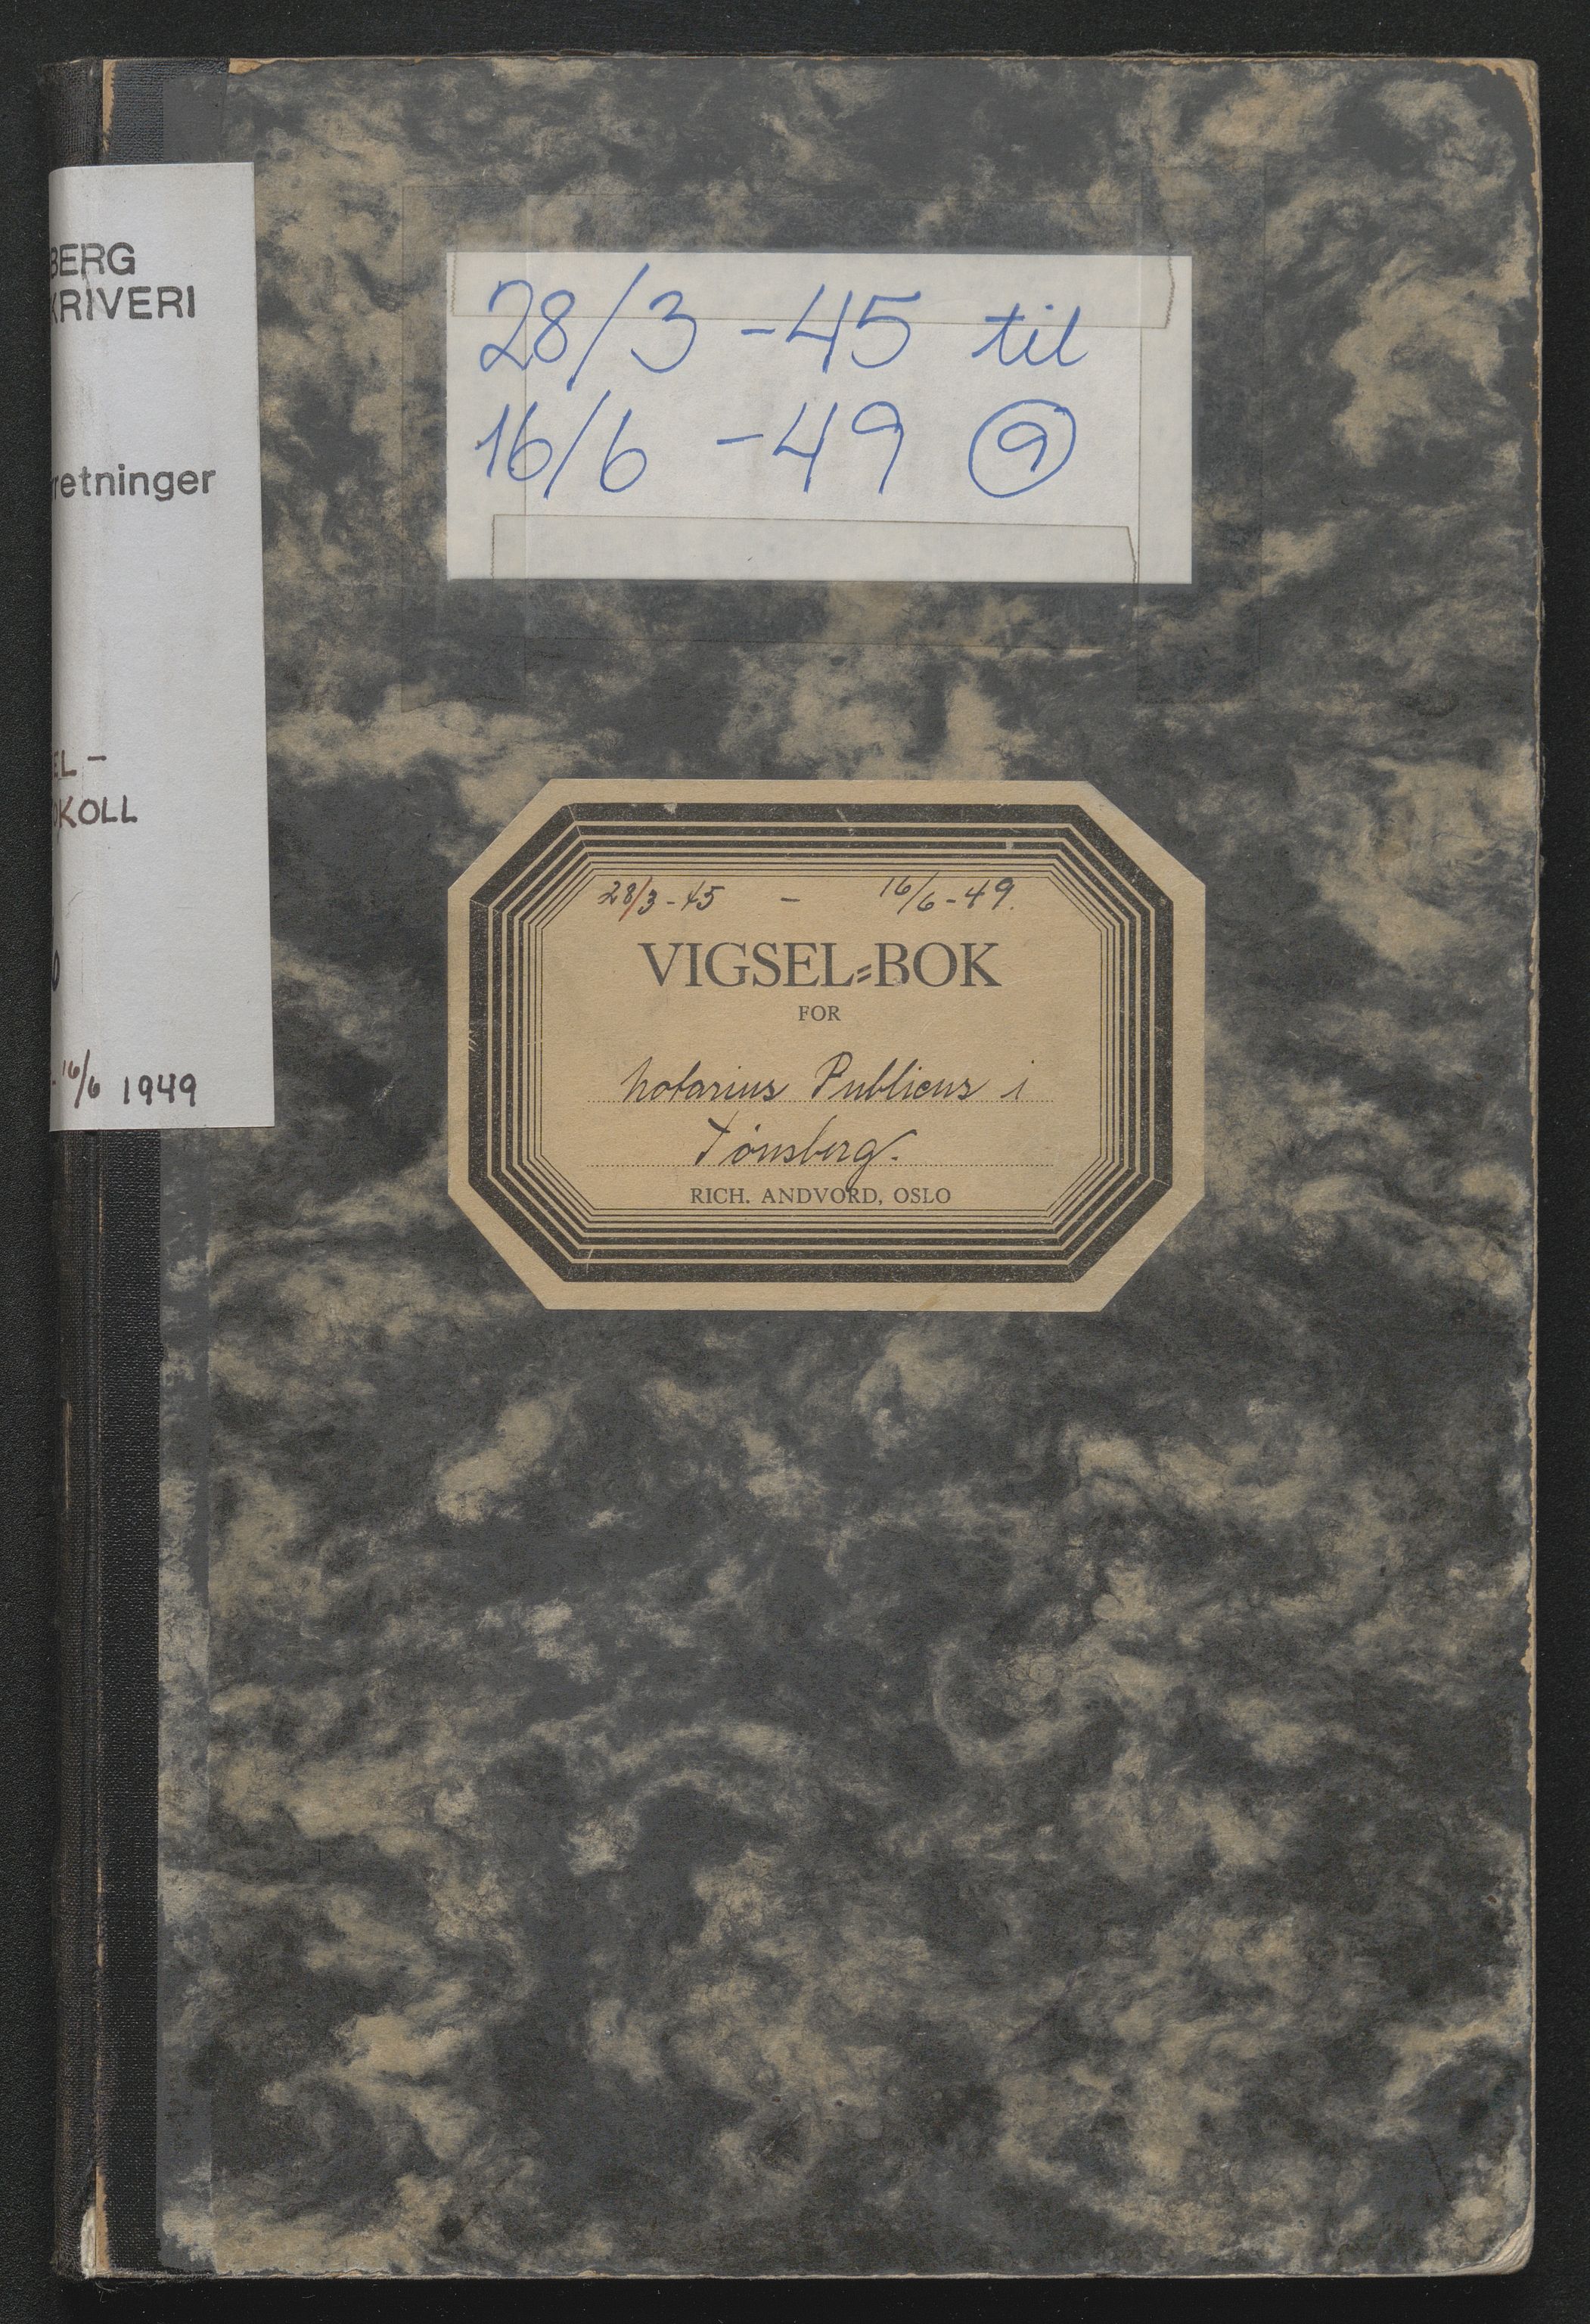 BERG
KRIVERI
retninger
EL-
OKOLL
- 16/6 1949
28/3 - 45 til
16/6 - 49 9
28/3 - 45 - 16/6 - 49.
VIGSEL=BOK
FOR
Notarius Publicus i
Tønsberg.
RICH. ANDVORD, OSLO